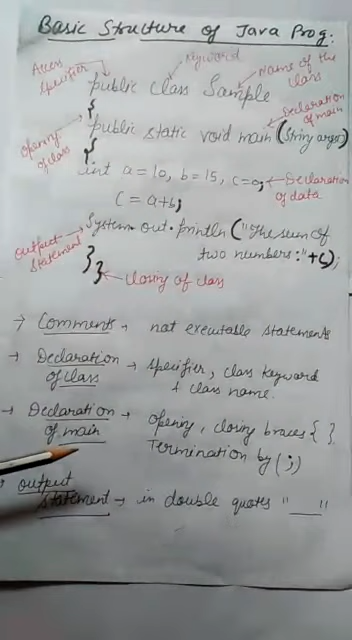 Basic Structure of Java Prog:
Access specifier
keyword
Name of the class
public class Sample
{
opening of class
Declaration of main
public static void main (String args)
{
int a = 10, b = 15, c = 0; ← Declaration of data
C = a+b;
output statement → System.out.println ("The sum of
two numbers:"+c);
}
} ← closing of class
→ Comments → not executable statements
→ Declaration of class → specifier, class keyword
+ class name.
→ Declaration of main → opening, closing braces { }.
Termination by (;)
output statement → in double quotes "___"